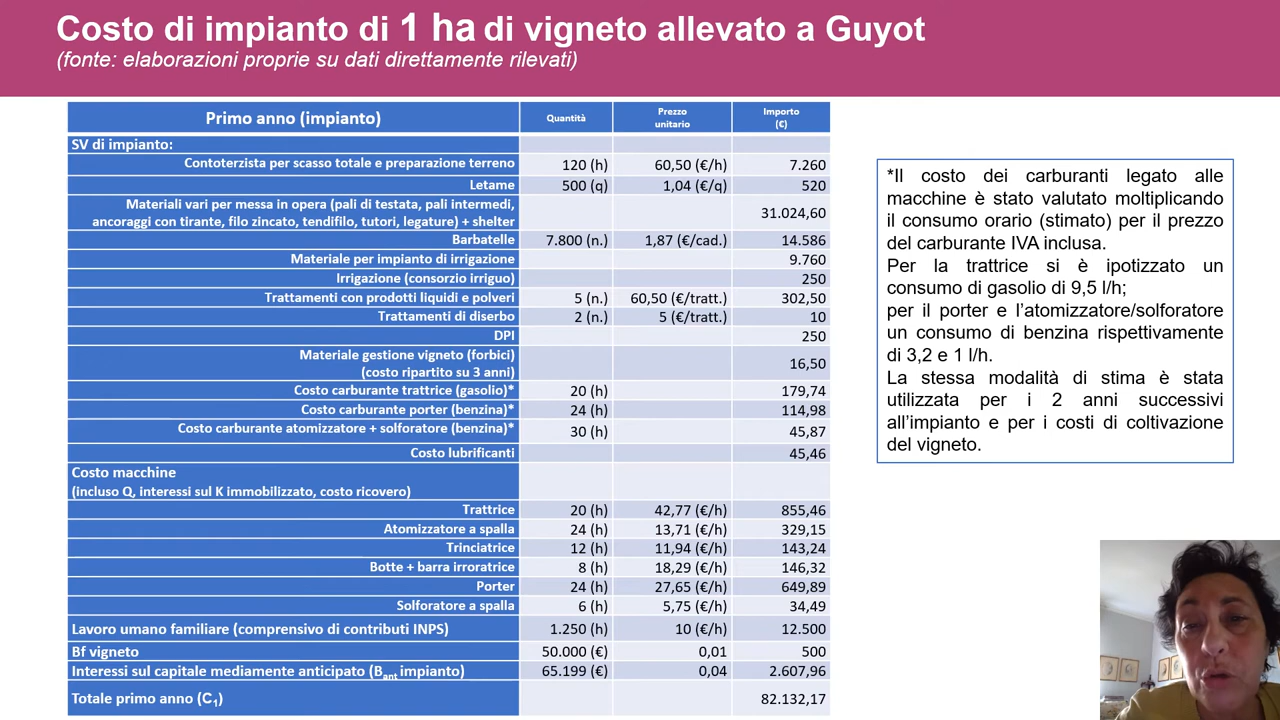 Costo di impianto di 1 ha di vigneto allevato a Guyot
(fonte: elaborazioni proprie su dati direttamente rilevati)
Primo anno (impianto) Quantità Prezzo unitario Importo (€)
SV di impianto:
Contoterzista per scasso totale e preparazione terreno 120 (h) 60,50 (€/h) 7.260
Letame 500 (q) 1,04 (€/q) 520
Materiali vari per messa in opera (pali di testata, pali intermedi,
ancoraggi con tirante, filo zincato, tendifilo, tutori, legature) + shelter 31.024,60
Barbatelle 7.800 (n.) 1,87 (€/cad.) 14.586
Materiale per impianto di irrigazione 9.760
Irrigazione (consorzio irriguo) 250
Trattamenti con prodotti liquidi e polveri 5 (n.) 60,50 (€/tratt.) 302,50
Trattamenti di diserbo 2 (n.) 5 (€/tratt.) 10
DPI 250
Materiale gestione vigneto (forbici)
(costo ripartito su 3 anni) 16,50
Costo carburante trattrice (gasolio)* 20 (h) 179,74
Costo carburante porter (benzina)* 24 (h) 114,98
Costo carburante atomizzatore + solforatore (benzina)* 30 (h) 45,87
Costo lubrificanti 45,46
Costo macchine
(incluso Q, interessi sul K immobilizzato, costo ricovero)
Trattrice 20 (h) 42,77 (€/h) 855,46
Atomizzatore a spalla 24 (h) 13,71 (€/h) 329,15
Trinciatrice 12 (h) 11,94 (€/h) 143,24
Botte + barra irroratrice 8 (h) 18,29 (€/h) 146,32
Porter 24 (h) 27,65 (€/h) 649,89
Solforatore a spalla 6 (h) 5,75 (€/h) 34,49
Lavoro umano familiare (comprensivo di contributi INPS) 1.250 (h) 10 (€/h) 12.500
Bf vigneto 50.000 (€) 0,01 500
Interessi sul capitale mediamente anticipato (Bant impianto) 65.199 (€) 0,04 2.607,96
Totale primo anno (C1) 82.132,17
*Il costo dei carburanti legato alle
macchine è stato valutato moltiplicando
il consumo orario (stimato) per il prezzo
del carburante IVA inclusa.
Per la trattrice si è ipotizzato un
consumo di gasolio di 9,5 l/h;
per il porter e l'atomizzatore/solforatore
un consumo di benzina rispettivamente
di 3,2 e 1 l/h.
La stessa modalità di stima è stata
utilizzata per i 2 anni successivi
all'impianto e per i costi di coltivazione
del vigneto.